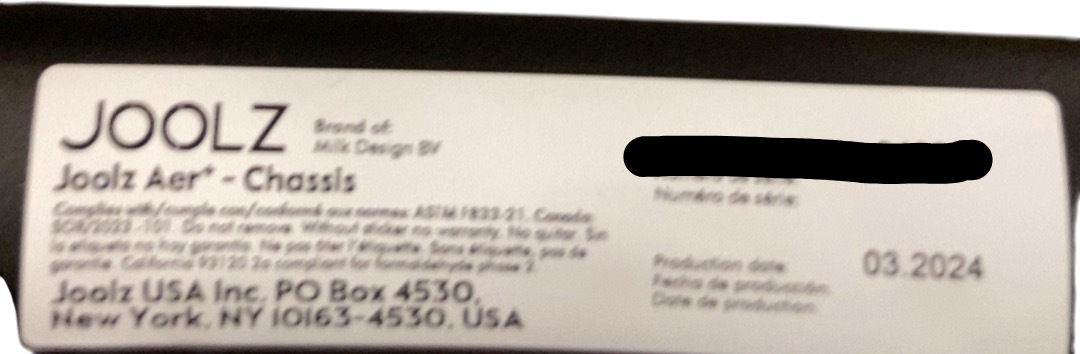 JOOLZ
Brand of:
Milk Design BV
Joolz Aer+ - Chassis
Complies with/cumple con/conforme aux normes: ASTM F833-21. Canada:
SOR/2023 -101. Do not remove. Without sticker no warranty. No quitar. Sin
la etiqueta no hay garantía. Ne pas ôter l'étiquette. Sans étiquette, pas de
garantie. California 93120 2a compliant for formaldehyde phase 2.
Joolz USA Inc. PO Box 4530,
New York, NY 10163-4530, USA
Numéro de série:
Production date:
Fecha de producción:
Date de production:
03.2024